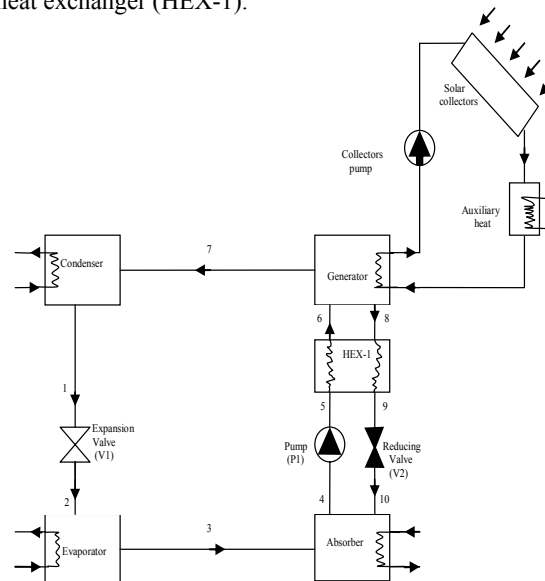 heat exchanger (HEX-1).
Solar
collectors
Collectors
pump
Auxiliary
heat
7
Condenser
Generator
6
8
HEX-1
1
5
9
Expansion
Valve
(V1)
Pump
(P1)
Reducing
Valve
(V2)
2
4
10
3
Evaporator
Absorber